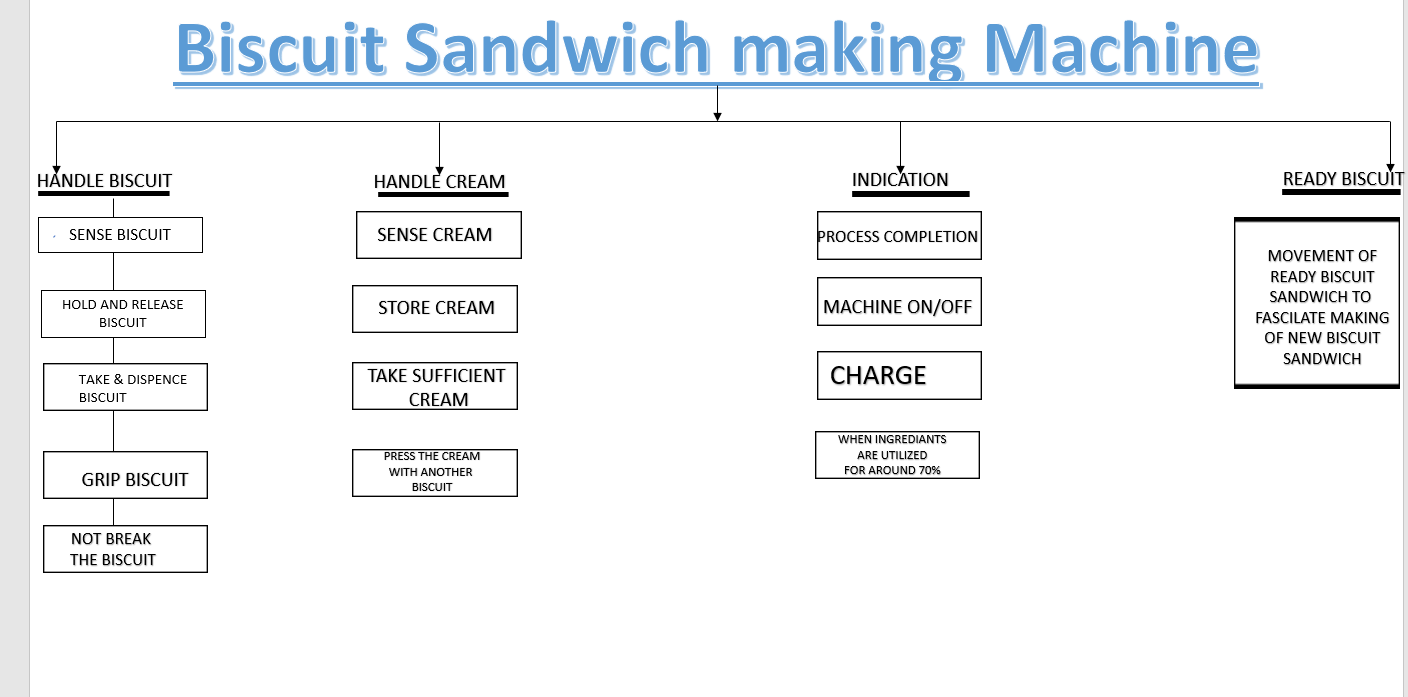 Biscuit Sandwich making Machine
HANDLE BISCUIT
SENSE BISCUIT
HOLD AND RELEASE
BISCUIT
TAKE & DISPENCE
BISCUIT
GRIP BISCUIT
NOT BREAK
THE BISCUIT
HANDLE CREAM
SENSE CREAM
STORE CREAM
TAKE SUFFICIENT
CREAM
PRESS THE CREAM
WITH ANOTHER
BISCUIT
INDICATION
PROCESS COMPLETION
MACHINE ON/OFF
CHARGE
WHEN INGREDIANTS
ARE UTILIZED
FOR AROUND 70%
READY BISCUIT
MOVEMENT OF
READY BISCUIT
SANDWICH TO
FASCILATE MAKING
OF NEW BISCUIT
SANDWICH